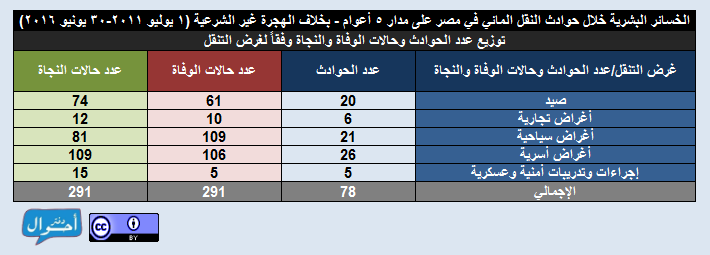 الخسائر البشرية خلال حوادث النقل المائي في مصر على مدار ٥ أعوام - بخلاف الهجرة غير الشرعية (١ يوليو ٢٠١١-٣٠ يونيو ٢٠١٦)
توزيع عدد الحوادث وحالات الوفاة والنجاة وفقاً لغرض التنقل
غرض التنقل/عدد الحوادث وحالات الوفاة والنجاة عدد الحوادث عدد حالات الوفاة عدد حالات النجاة
صيد 20 61 74
أغراض تجارية 6 10 12
أغراض سياحية 21 109 81
أغراض أسرية 26 106 109
إجراءات وتدريبات أمنية وعسكرية 5 5 15
الإجمالي 78 291 291
دفتر
أحوال
cc
BY